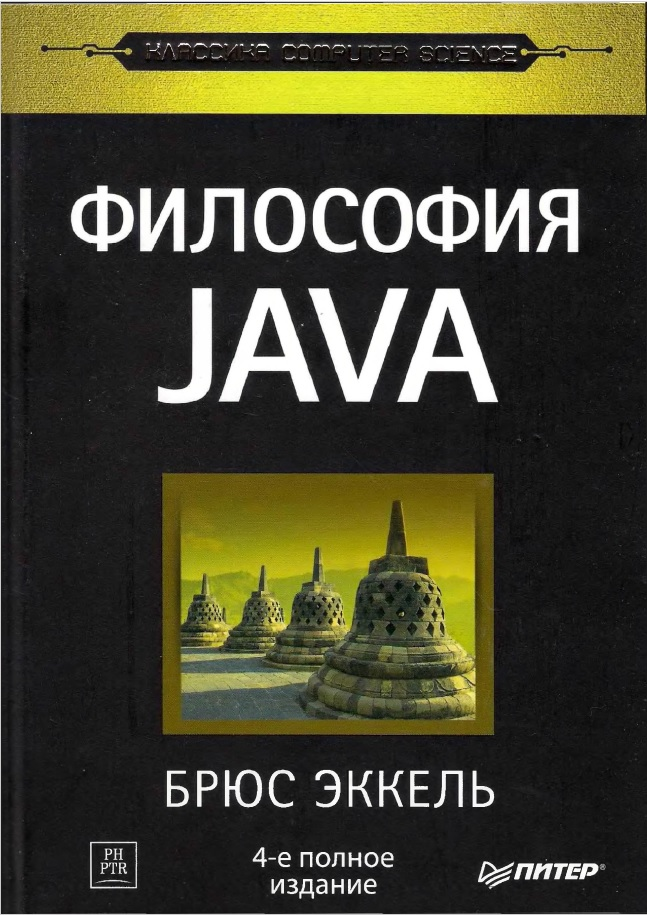 КЛАССИКА COMPUTER SCIENCE
ФИЛОСОФИЯ
JAVA
БРЮС ЭККЕЛЬ
PH
PTR
4-е полное
издание
ПИТЕР®